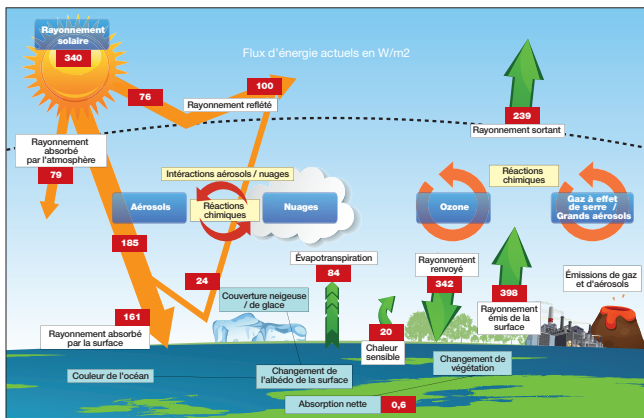 Rayonnement
solaire
340
Flux d'énergie actuels en W/m2
76
100
Rayonnement reflété
239
Rayonnement sortant
Rayonnement
absorbé
par l'atmosphère
79
Intéractions aérosols / nuages
Aérosols
Réactions
chimiques
Nuages
Réactions
chimiques
Ozone
Gaz à effet
de serre /
Grands aérosols
185
24
Évapotranspiration
84
Rayonnement
renvoyé
342
398
Rayonnement
émis de la
surface
Émissions de gaz
et d'aérosols
Couverture neigeuse
/ de glace
161
Rayonnement absorbé
par la surface
20
Chaleur
sensible
Couleur de l'océan
Changement de
l'albédo de la surface
Changement de
végétation
Absorption nette
0,6